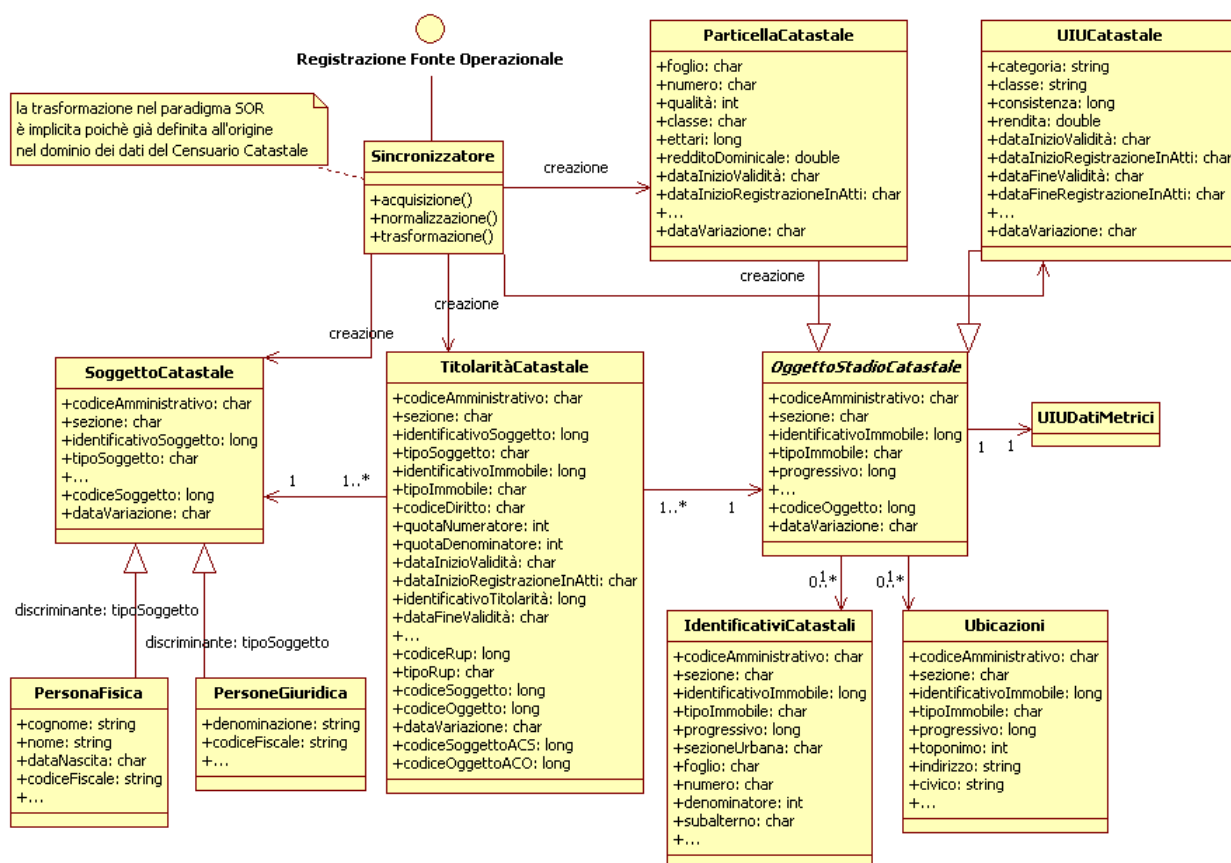 Registrazione Fonte Operazionale
la trasformazione nel paradigma SOR
è implicita poichè già definita all'origine
nel dominio dei dati del Censuario Catastale
Sincronizzatore
+acquisizione()
+normalizzazione()
+trasformazione()
creazione
ParticellaCatastale
+foglio: char
+numero: char
+qualità: int
+classe: char
+ettari: long
+redditoDominicale: double
+dataInizioValidità: char
+dataInizioRegistrazioneInAtti: char
+...
+dataVariazione: char
UIUCatastale
+categoria: string
+classe: string
+consistenza: long
+rendita: double
+dataInizioValidità: char
+dataInizioRegistrazioneInAtti: char
+dataFineValidità: char
+dataFineRegistrazioneInAtti: char
+...
+dataVariazione: char
creazione
creazione
creazione
SoggettoCatastale
+codiceAmministrativo: char
+sezione: char
+identificativoSoggetto: long
+tipoSoggetto: char
+...
+codiceSoggetto: long
+dataVariazione: char
1
1..*
TitolaritàCatastale
+codiceAmministrativo: char
+sezione: char
+identificativoSoggetto: long
+tipoSoggetto: char
+identificativoImmobile: long
+tipoImmobile: char
+codiceDiritto: char
+quotaNumeratore: int
+quotaDenominatore: int
+dataInizioValidità: char
+dataInizioRegistrazioneInAtti: char
+identificativoTitolarità: long
+dataFineValidità: char
+...
+codiceRup: long
+tipoRup: char
+codiceSoggetto: long
+codiceOggetto: long
+dataVariazione: char
+codiceSoggettoACS: long
+codiceOggettoACO: long
1..*
1
OggettoStadioCatastale
+codiceAmministrativo: char
+sezione: char
+identificativoImmobile: long
+tipoImmobile: char
+progressivo: long
+...
+codiceOggetto: long
+dataVariazione: char
1
1
UIUDatiMetrici
discriminante: tipoSoggetto
discriminante: tipoSoggetto
PersonaFisica
+cognome: string
+nome: string
+dataNascita: char
+codiceFiscale: string
+...
PersoneGiuridica
+denominazione: string
+codiceFiscale: string
+...
1
0..*
1
0..*
IdentificativiCatastali
+codiceAmministrativo: char
+sezione: char
+identificativoImmobile: long
+tipoImmobile: char
+progressivo: long
+sezioneUrbana: char
+foglio: char
+numero: char
+denominatore: int
+subalterno: char
+...
Ubicazioni
+codiceAmministrativo: char
+sezione: char
+identificativoImmobile: long
+tipoImmobile: char
+progressivo: long
+toponimo: int
+indirizzo: string
+civico: string
+...